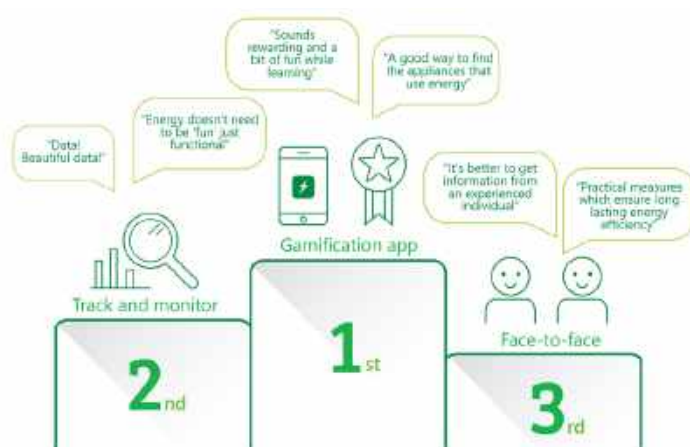 "Sounds
rewarding and a
bit of fun while
learning"
"A good way to find
the appliances that
use energy"
"Data!
Beautiful data!"
"Energy doesn't need
to be 'fun' just
functional"
"It's better to get
information from
an experienced
individual"
"Practical measures
which ensure long
lasting energy
efficiency"
Gamification app
Track and monitor
Face-to-face
1st
2nd
3rd